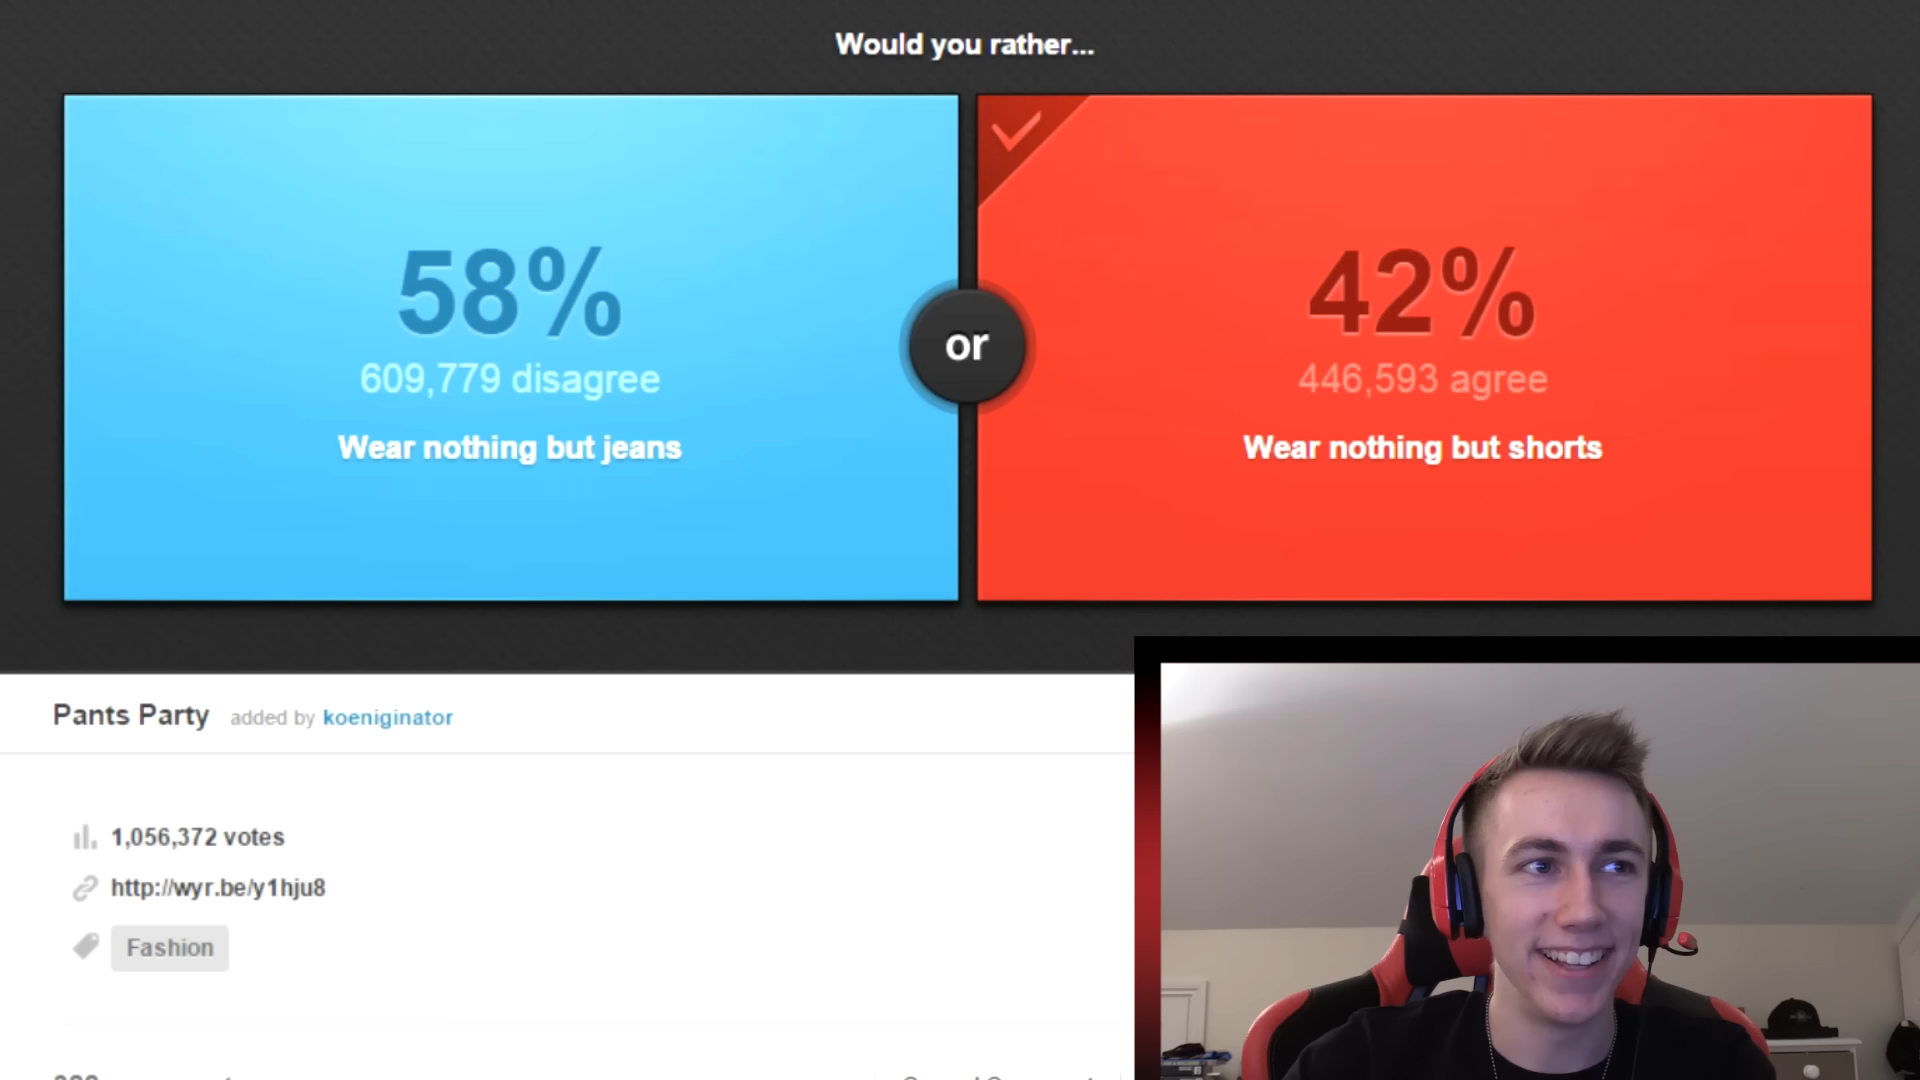 Would you rather...
58%
609,779 disagree
Wear nothing but jeans
or
42%
446,593 agree
Wear nothing but shorts
Pants Party added by koeniginator
1,056,372 votes
http://wyr.be/y1hju8
Fashion